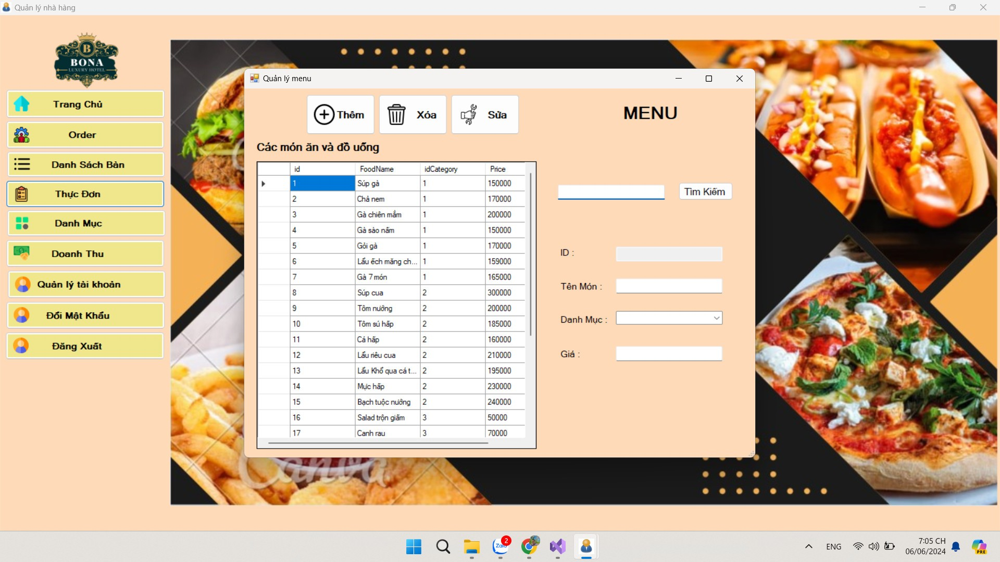 Quản lý nhà hàng
B
BONA
LUXURY HOTEL
Trang Chủ
Order
Danh Sách Bàn
Thực Đơn
Danh Mục
Doanh Thu
Quản lý tài khoản
Đổi Mật Khẩu
Đăng Xuất
Quản lý menu
Thêm
Xóa
Sửa
MENU
Các món ăn và đồ uống
id FoodName idCategory Price
1 Súp gà 1 150000
2 Chả nem 1 170000
3 Gà chiên mắm 1 200000
4 Gà sào nấm 1 150000
5 Gỏi gà 1 170000
6 Lẩu ếch măng ch... 1 159000
7 Gà 7 món 1 165000
8 Súp cua 2 300000
9 Tôm nướng 2 200000
10 Tôm sú hấp 2 185000
11 Cá hấp 2 160000
12 Lẩu riêu cua 2 210000
13 Lẩu Khổ qua cá t... 2 195000
14 Mực hấp 2 230000
15 Bạch tuộc nướng 2 240000
16 Salad trộn giấm 3 50000
17 Canh rau 3 70000
Tìm Kiếm
ID :
Tên Món :
Danh Mục :
Giá :
Canva
Zalo
2
ENG
7:05 CH
06/06/2024
PRE